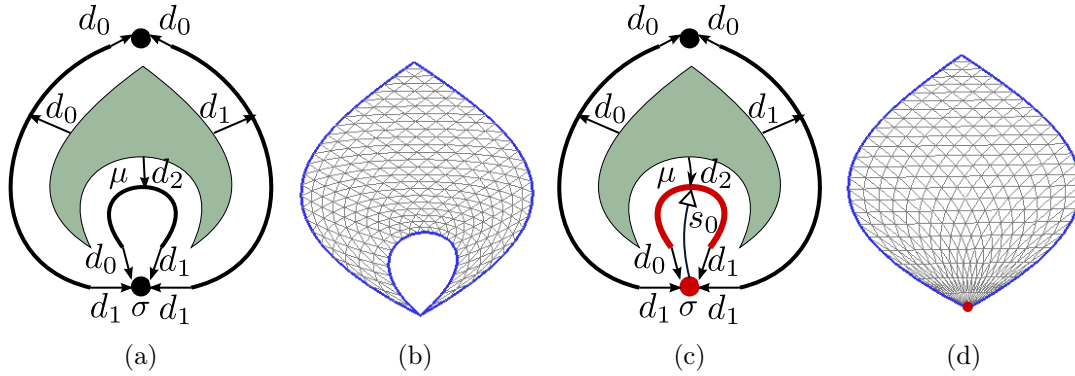 d₀ d₀ d₀ d₀
d₀ d₁ d₀ d₁
μ d₂ μ d₂
s₀
d₀ d₁ d₀ d₁
d₁ σ d₁ d₁ σ d₁
(a) (b) (c) (d)